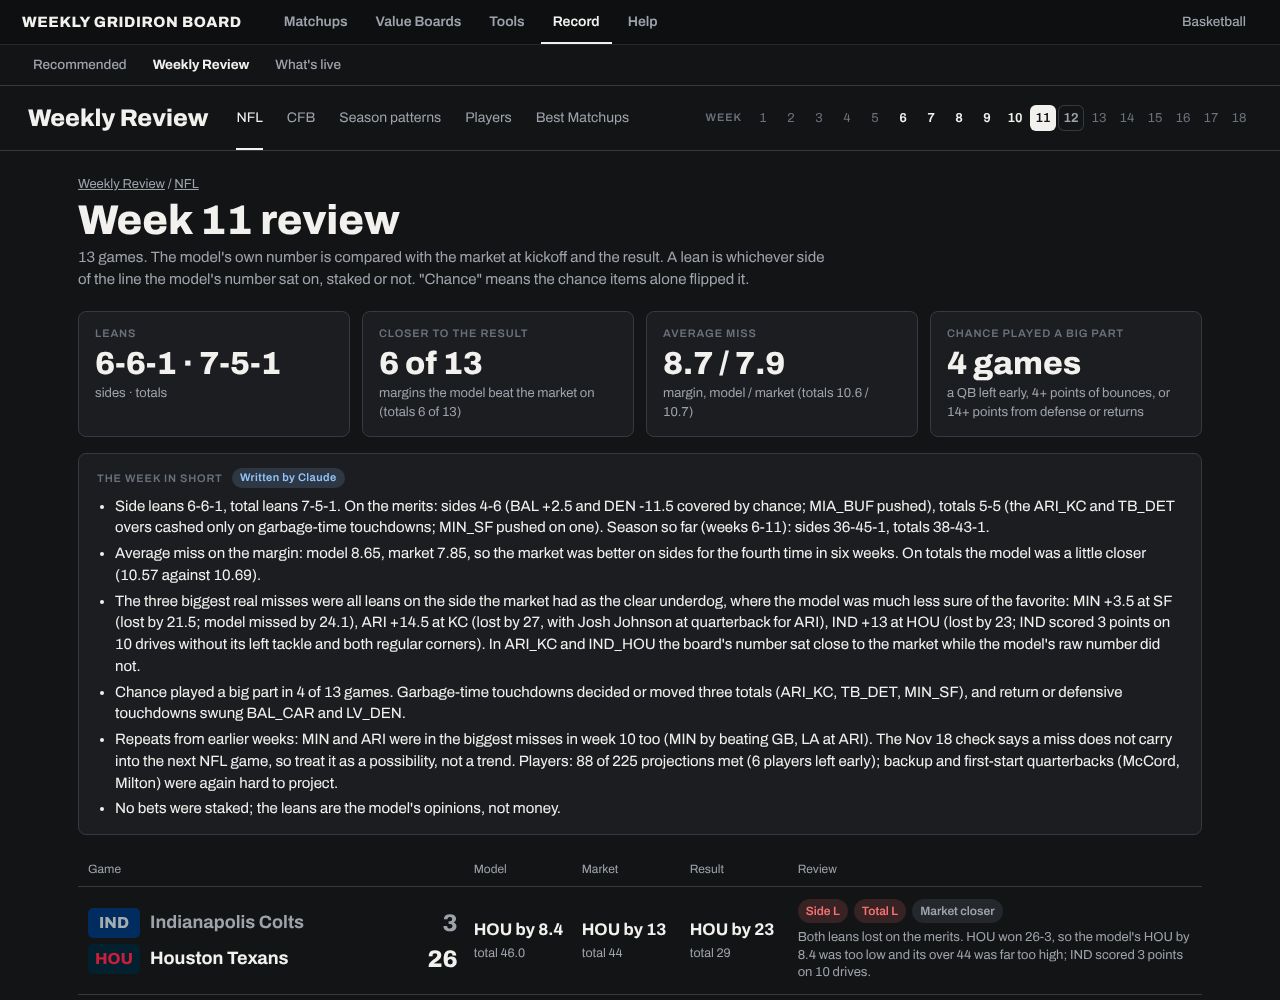 WEEKLY GRIDIRON BOARD
Matchups
Value Boards
Tools
Record
Help
Basketball
Recommended
Weekly Review
What's live
Weekly Review
NFL
CFB
Season patterns
Players
Best Matchups
WEEK 1 2 3 4 5 6 7 8 9 10 11 12 13 14 15 16 17 18
Weekly Review / NFL
Week 11 review
13 games. The model's own number is compared with the market at kickoff and the result. A lean is whichever side
of the line the model's number sat on, staked or not. "Chance" means the chance items alone flipped it.
LEANS
6-6-1 · 7-5-1
sides · totals
CLOSER TO THE RESULT
6 of 13
margins the model beat the market on
(totals 6 of 13)
AVERAGE MISS
8.7 / 7.9
margin, model / market (totals 10.6 /
10.7)
CHANCE PLAYED A BIG PART
4 games
a QB left early, 4+ points of bounces, or
14+ points from defense or returns
THE WEEK IN SHORT
Written by Claude
• Side leans 6-6-1, total leans 7-5-1. On the merits: sides 4-6 (BAL +2.5 and DEN -11.5 covered by chance; MIA_BUF pushed), totals 5-5 (the ARI_KC and TB_DET
overs cashed only on garbage-time touchdowns; MIN_SF pushed on one). Season so far (weeks 6-11): sides 36-45-1, totals 38-43-1.
• Average miss on the margin: model 8.65, market 7.85, so the market was better on sides for the fourth time in six weeks. On totals the model was a little closer
(10.57 against 10.69).
• The three biggest real misses were all leans on the side the market had as the clear underdog, where the model was much less sure of the favorite: MIN +3.5 at SF
(lost by 21.5; model missed by 24.1), ARI +14.5 at KC (lost by 27, with Josh Johnson at quarterback for ARI), IND +13 at HOU (lost by 23; IND scored 3 points on
10 drives without its left tackle and both regular corners). In ARI_KC and IND_HOU the board's number sat close to the market while the model's raw number did
not.
• Chance played a big part in 4 of 13 games. Garbage-time touchdowns decided or moved three totals (ARI_KC, TB_DET, MIN_SF), and return or defensive
touchdowns swung BAL_CAR and LV_DEN.
• Repeats from earlier weeks: MIN and ARI were in the biggest misses in week 10 too (MIN by beating GB, LA at ARI). The Nov 18 check says a miss does not carry
into the next NFL game, so treat it as a possibility, not a trend. Players: 88 of 225 projections met (6 players left early); backup and first-start quarterbacks (McCord,
Milton) were again hard to project.
• No bets were staked; the leans are the model's opinions, not money.
Game
Model
Market
Result
Review
IND Indianapolis Colts 3
HOU Houston Texans 26
HOU by 8.4
total 46.0
HOU by 13
total 44
HOU by 23
total 29
Side L
Total L
Market closer
Both leans lost on the merits. HOU won 26-3, so the model's HOU by
8.4 was too low and its over 44 was far too high; IND scored 3 points
on 10 drives.